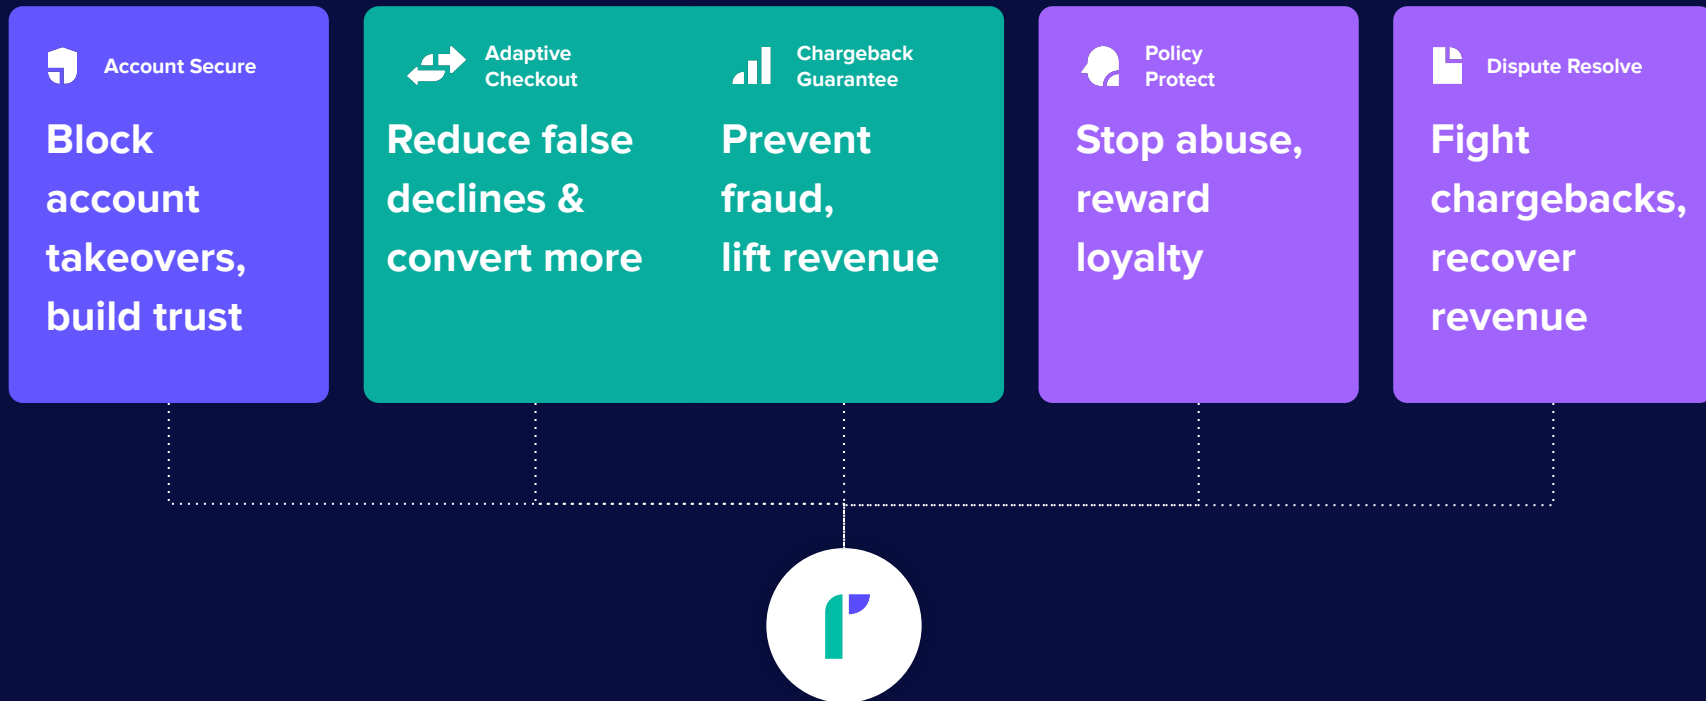 Account Secure
Block
account
takeovers,
build trust
Adaptive
Checkout
Reduce false
declines &
convert more
Chargeback
Guarantee
Prevent
fraud,
lift revenue
Policy
Protect
Stop abuse,
reward
loyalty
Dispute Resolve
Fight
chargebacks,
recover
revenue
r